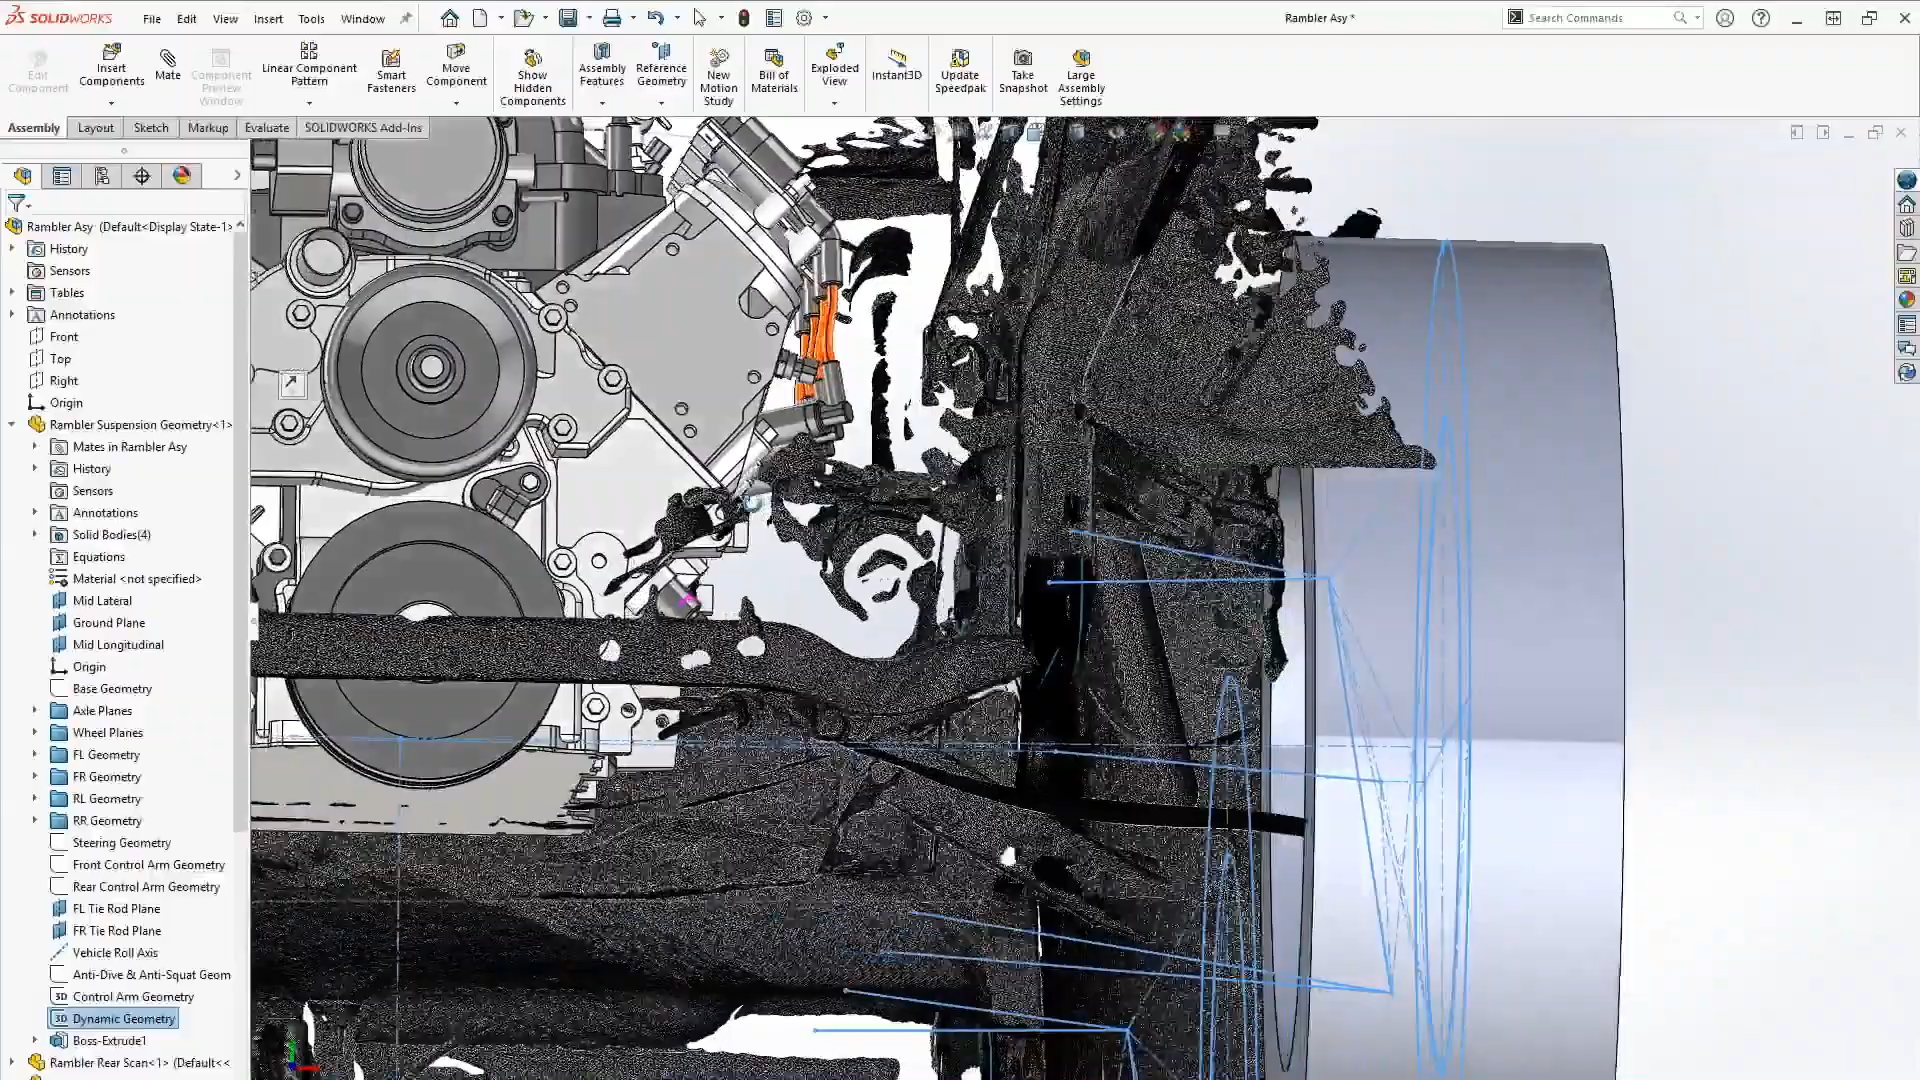 SOLIDWORKS File Edit View Insert Tools Window Rambler Asy * Search Commands
Edit Component
Insert Components
Mate
Component Preview Window
Linear Component Pattern
Smart Fasteners
Move Component
Show Hidden Components
Assembly Features
Reference Geometry
New Motion Study
Bill of Materials
Exploded View
Instant3D
Update Speedpak
Take Snapshot
Large Assembly Settings
Assembly Layout Sketch Markup Evaluate SOLIDWORKS Add-Ins
Rambler Asy (Default<Display State-1>
History
Sensors
Tables
Annotations
Front
Top
Right
Origin
Rambler Suspension Geometry<1>
Mates in Rambler Asy
History
Sensors
Annotations
Solid Bodies(4)
Equations
Material <not specified>
Mid Lateral
Ground Plane
Mid Longitudinal
Origin
Base Geometry
Axle Planes
Wheel Planes
FL Geometry
FR Geometry
RL Geometry
RR Geometry
Steering Geometry
Front Control Arm Geometry
Rear Control Arm Geometry
FL Tie Rod Plane
FR Tie Rod Plane
Vehicle Roll Axis
Anti-Dive & Anti-Squat Geom
3D Control Arm Geometry
3D Dynamic Geometry
Boss-Extrude1
Rambler Rear Scan<1> (Default<<